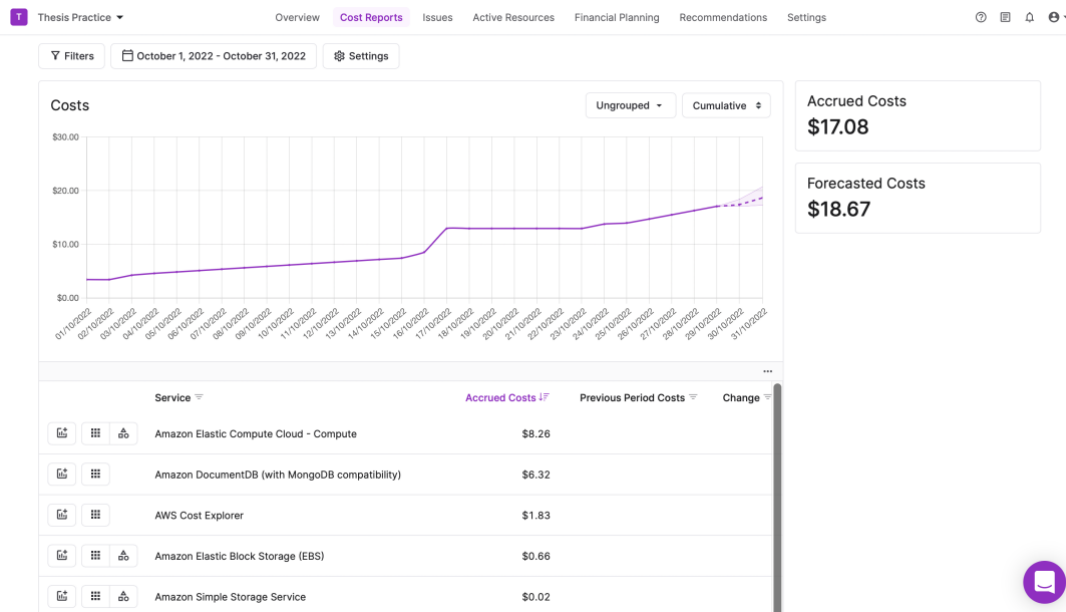 T Thesis Practice Overview Cost Reports Issues Active Resources Financial Planning Recommendations Settings
Filters October 1, 2022 - October 31, 2022 Settings
Costs Ungrouped Cumulative
Accrued Costs
$17.08
Forecasted Costs
$18.67
$30.00
$20.00
$10.00
$0.00
01/10/2022 02/10/2022 03/10/2022 04/10/2022 05/10/2022 06/10/2022 07/10/2022 08/10/2022 09/10/2022 10/10/2022 11/10/2022 12/10/2022 13/10/2022 14/10/2022 15/10/2022 16/10/2022 17/10/2022 18/10/2022 19/10/2022 20/10/2022 21/10/2022 22/10/2022 23/10/2022 24/10/2022 25/10/2022 26/10/2022 27/10/2022 28/10/2022 29/10/2022 30/10/2022 31/10/2022
Service Accrued Costs Previous Period Costs Change
Amazon Elastic Compute Cloud - Compute $8.26
Amazon DocumentDB (with MongoDB compatibility) $6.32
AWS Cost Explorer $1.83
Amazon Elastic Block Storage (EBS) $0.66
Amazon Simple Storage Service $0.02